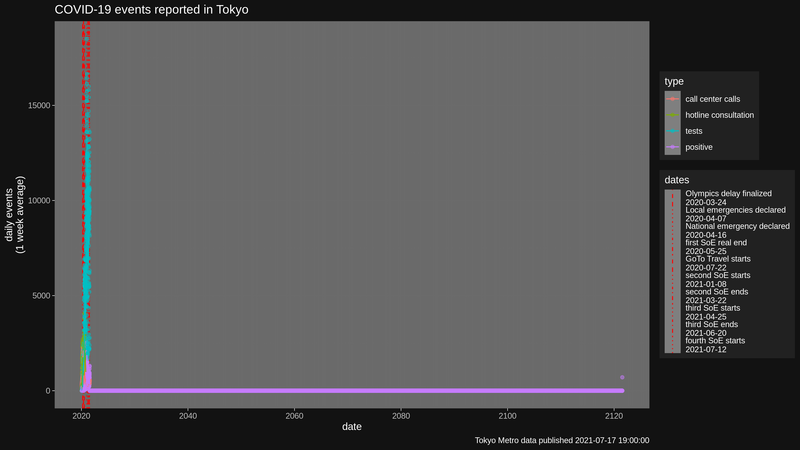 COVID-19 events reported in Tokyo
daily events
(1 week average)
15000
10000
5000
0
2020
2040
2060
2080
2100
2120
date
type
call center calls
hotline consultation
tests
positive
dates
Olympics delay finalized
2020-03-24
Local emergencies declared
2020-04-07
National emergency declared
2020-04-16
first SoE real end
2020-05-25
GoTo Travel starts
2020-07-22
second SoE starts
2021-01-08
second SoE ends
2021-03-22
third SoE starts
2021-04-25
third SoE ends
2021-06-20
fourth SoE starts
2021-07-12
Tokyo Metro data published 2021-07-17 19:00:00